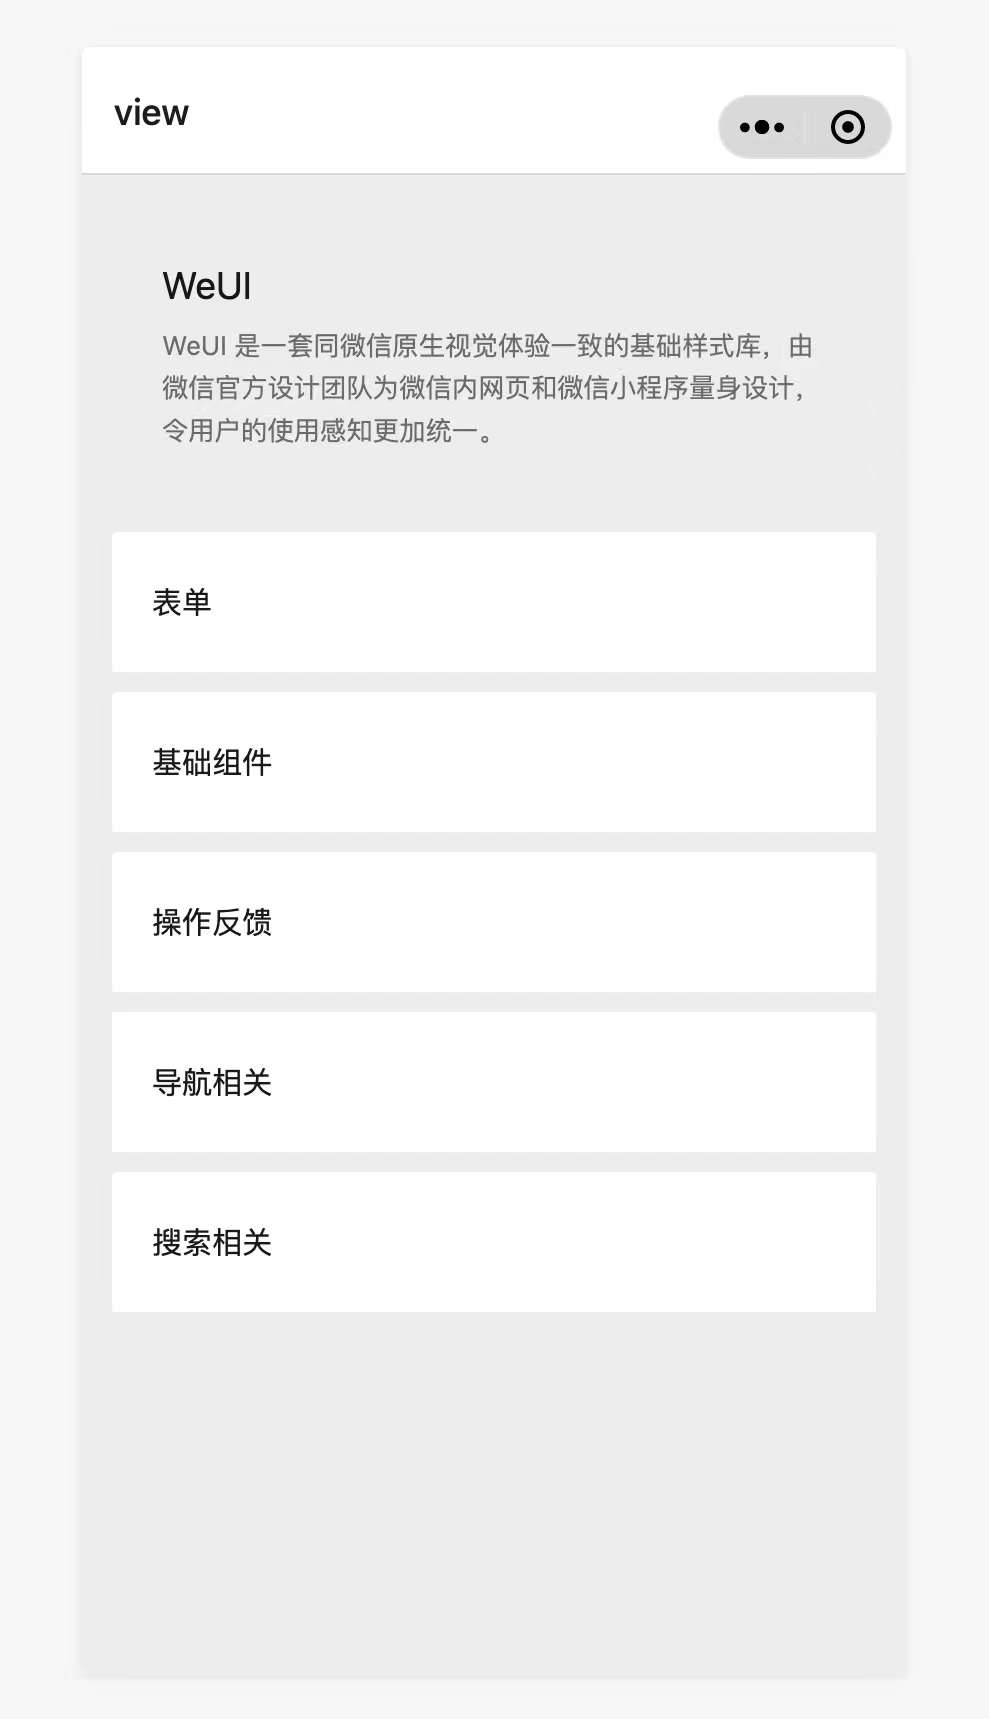 view
WeUI
WeUI 是一套同微信原生视觉体验一致的基础样式库，由
微信官方设计团队为微信内网页和微信小程序量身设计，
令用户的使用感知更加统一。
表单
基础组件
操作反馈
导航相关
搜索相关